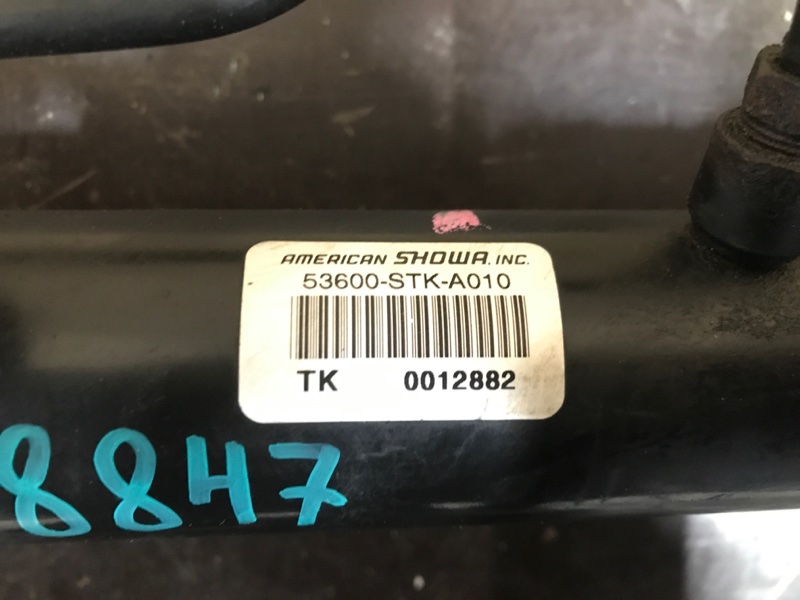 AMERICAN SHOWA, INC.
53600-STK-A010
TK 0012882
8847